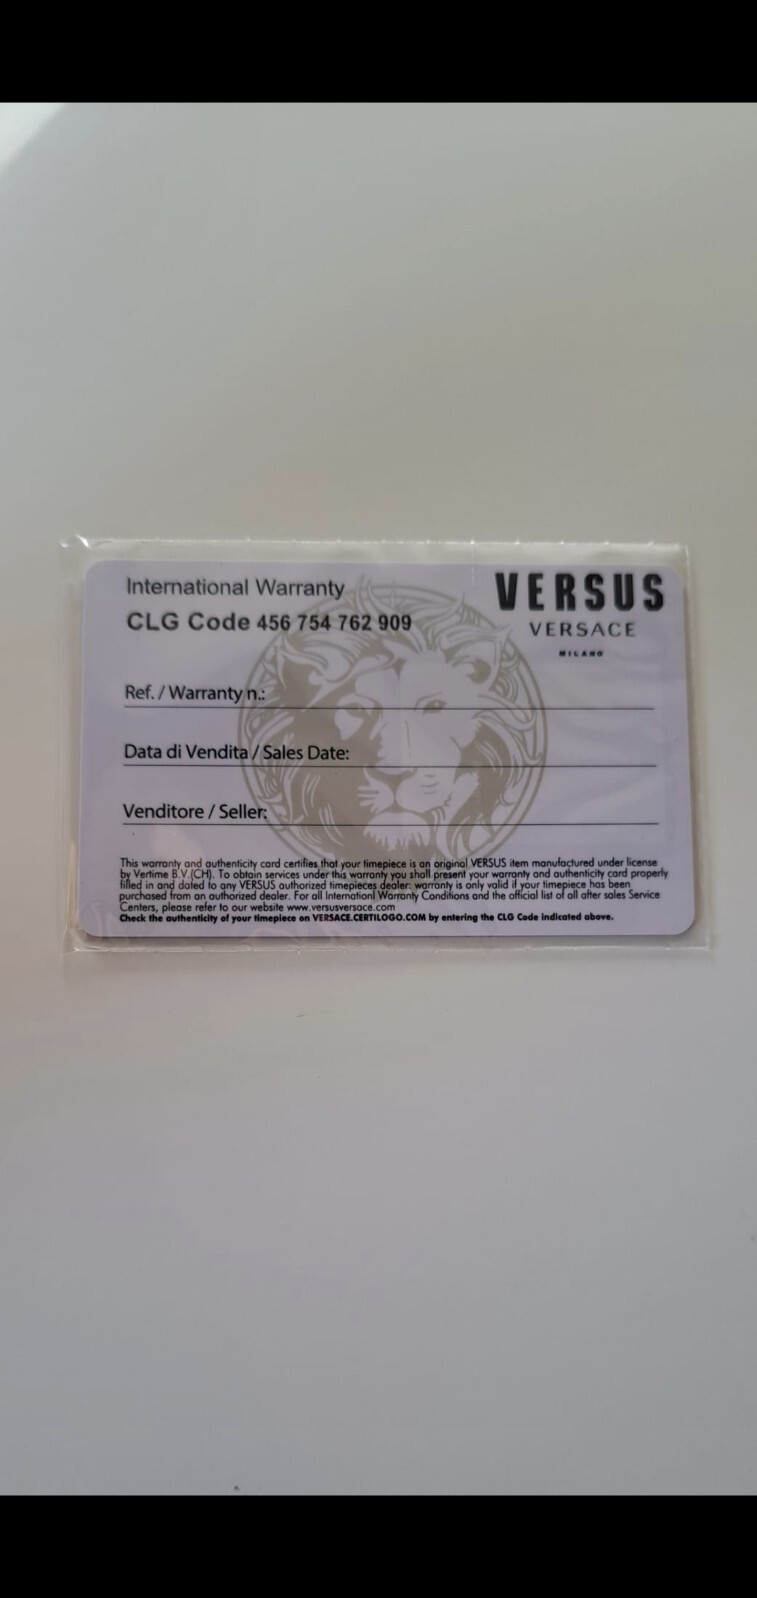 International Warranty
CLG Code 456 754 762 909
VERSUS
VERSACE
MILANO
Ref. / Warranty n.:
Data di Vendita / Sales Date:
Venditore / Seller:
This warranty and authenticity card certifies that your timepiece is an original VERSUS item manufactured under license
by Vertime B.V.(CH). To obtain services under this warranty you shall present your warranty and authenticity card properly
filled in and dated to any VERSUS authorized timepieces dealer: warranty is only valid if your timepiece has been
purchased from an authorized dealer. For all Internationl Warranty Conditions and the official list of all after sales Service
Centers, please refer to our website www.versusversace.com
Check the authenticity of your timepiece on VERSACE.CERTILOGO.COM by entering the CLG Code indicated above.